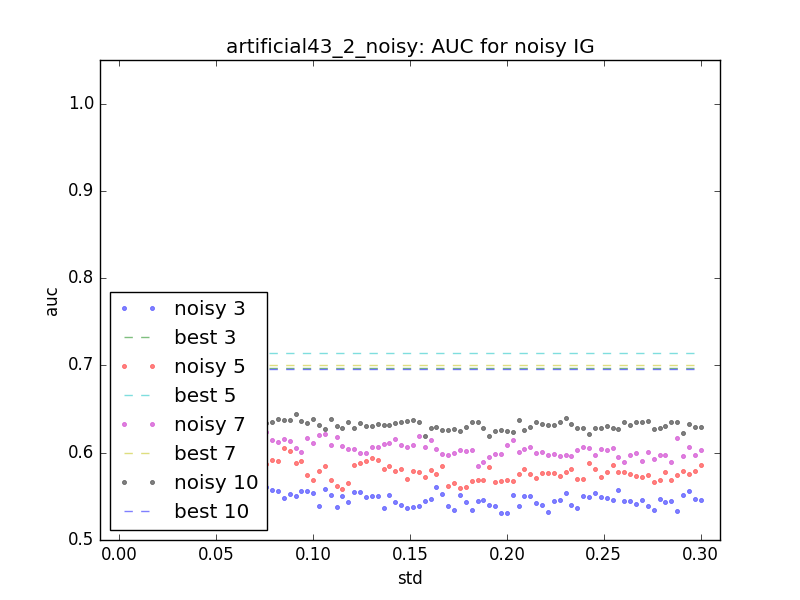 artificial43_2_noisy: AUC for noisy IG
1.0
0.9
0.8
0.7
0.6
0.5
auc
noisy 3
best 3
noisy 5
best 5
noisy 7
best 7
noisy 10
best 10
0.00 0.05 0.10 0.15 0.20 0.25 0.30
std